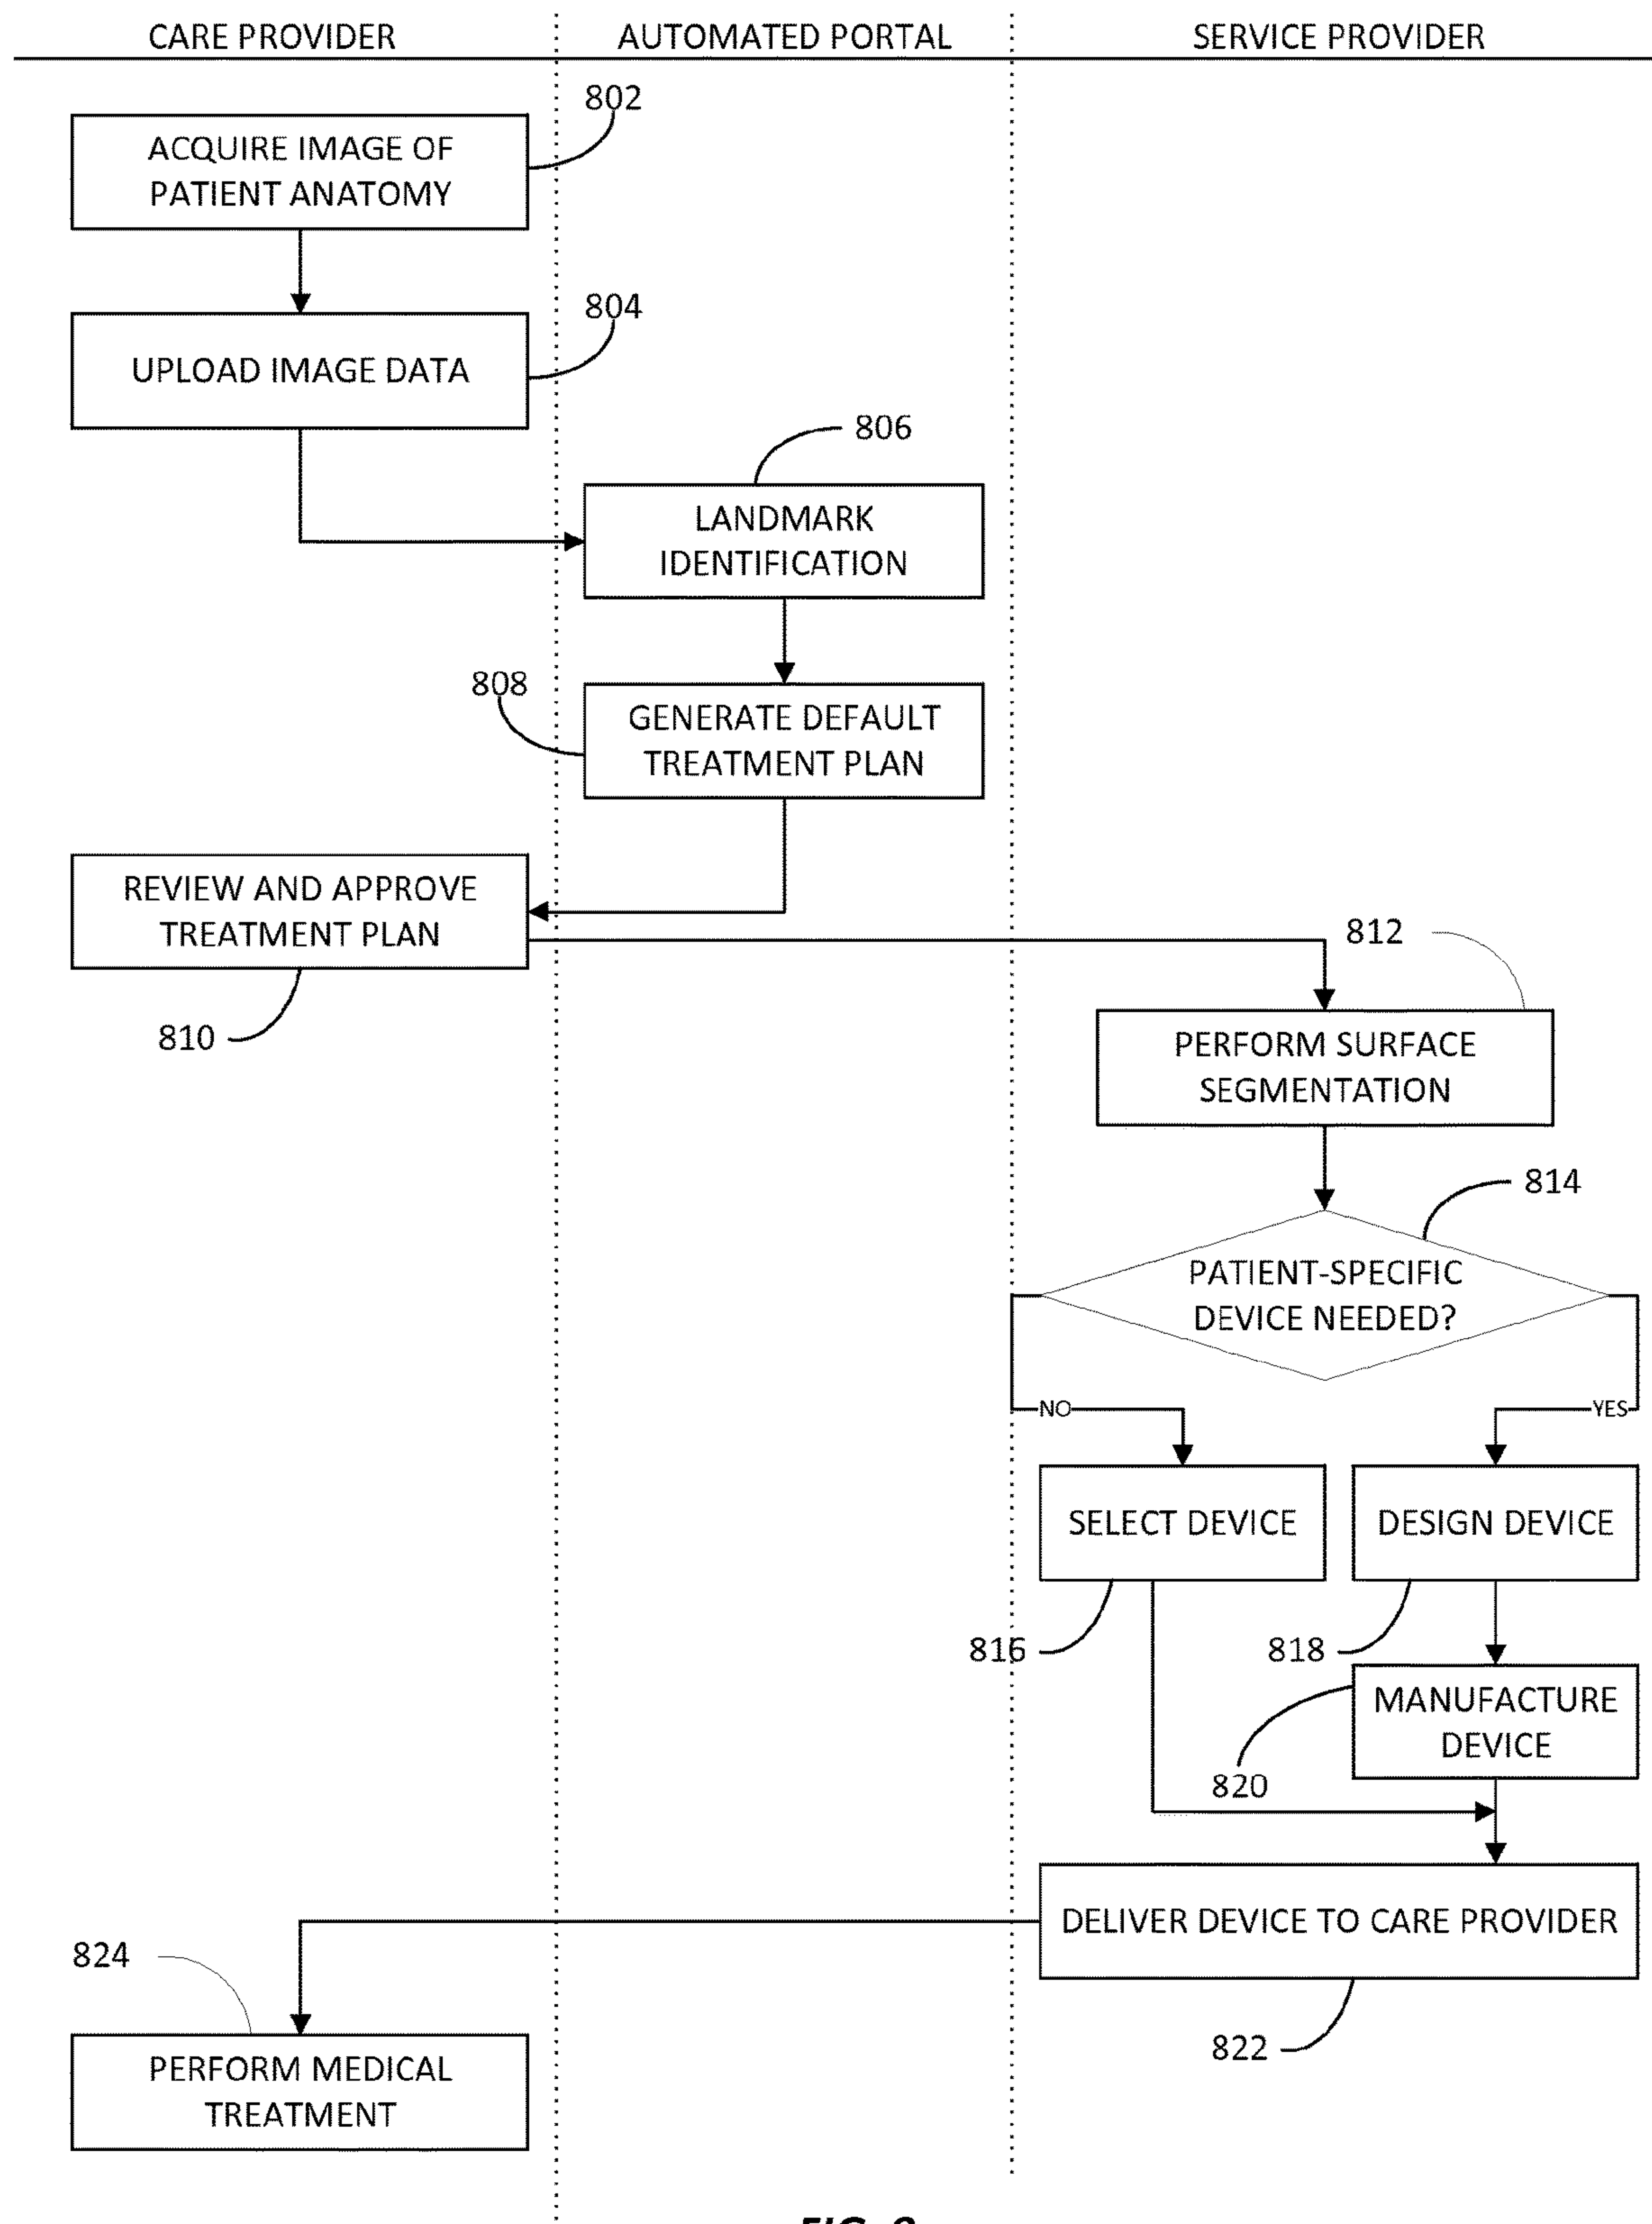 CARE PROVIDER
AUTOMATED PORTAL
SERVICE PROVIDER
802
ACQUIRE IMAGE OF
PATIENT ANATOMY
804
UPLOAD IMAGE DATA
806
LANDMARK
IDENTIFICATION
808
GENERATE DEFAULT
TREATMENT PLAN
REVIEW AND APPROVE
TREATMENT PLAN
810
812
PERFORM SURFACE
SEGMENTATION
814
PATIENT-SPECIFIC
DEVICE NEEDED?
NO
YES
SELECT DEVICE
DESIGN DEVICE
816
818
MANUFACTURE
DEVICE
820
DELIVER DEVICE TO CARE PROVIDER
824
822
PERFORM MEDICAL
TREATMENT
FIG.